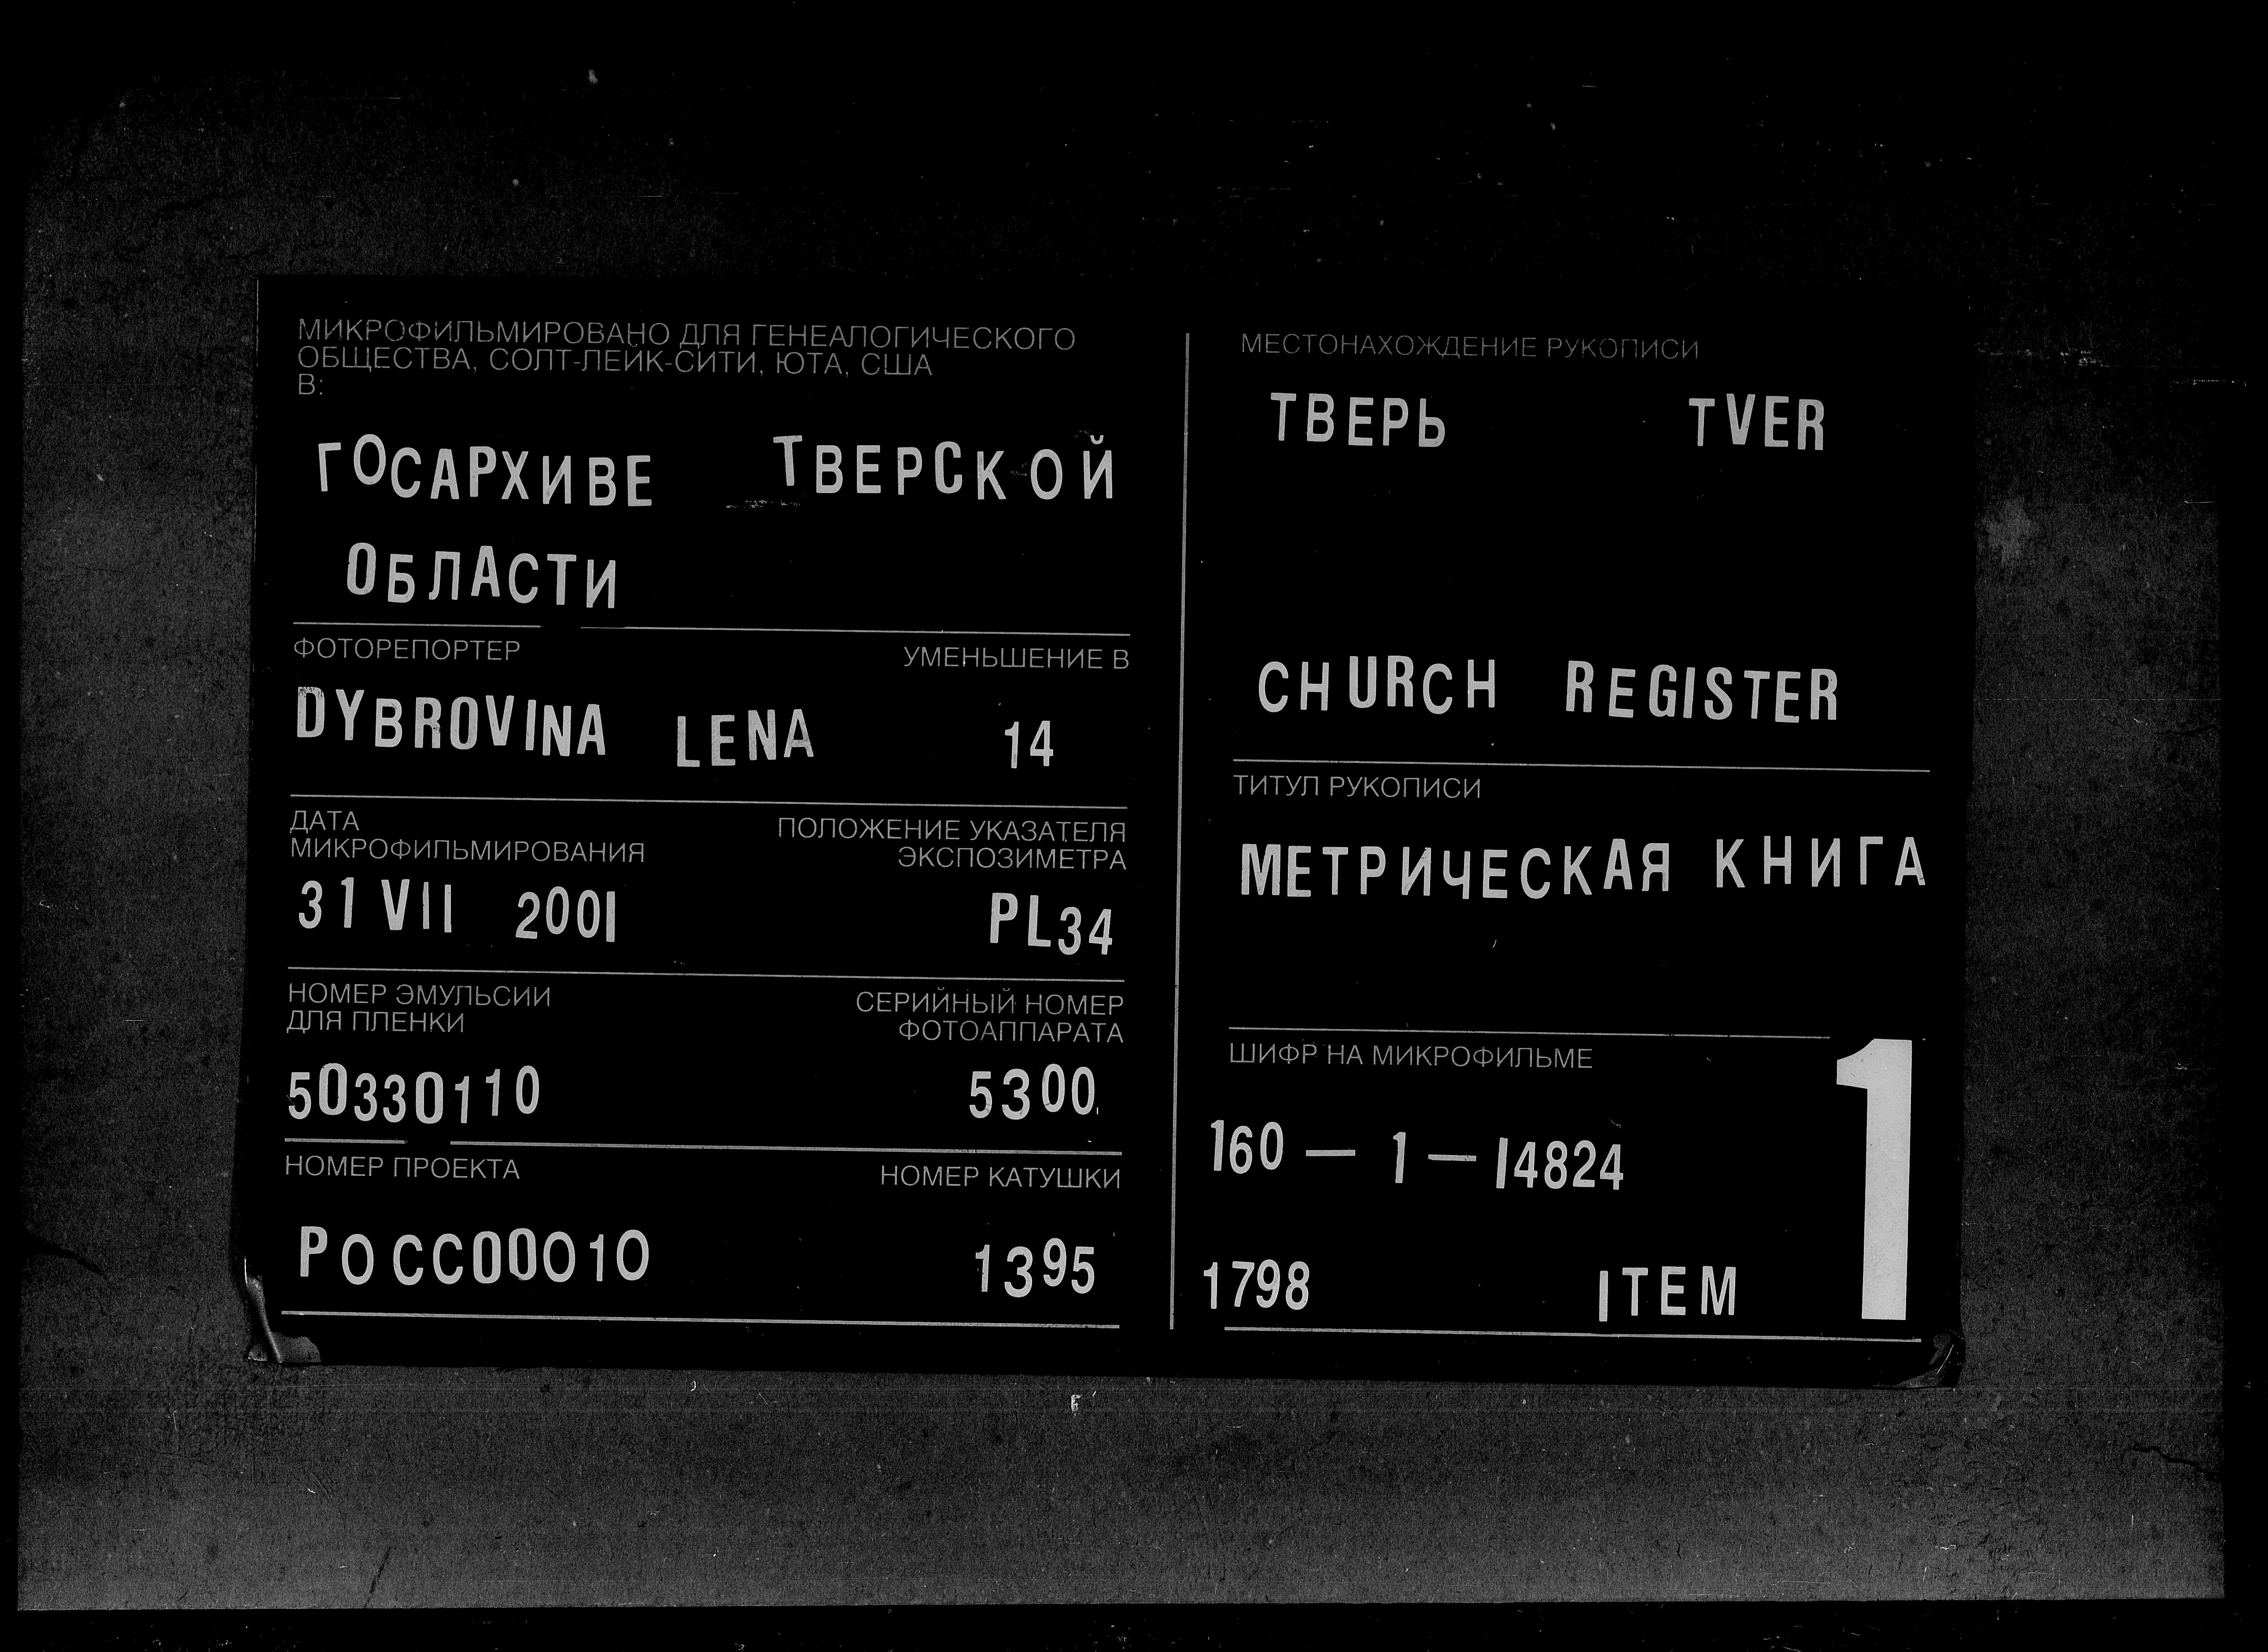 МИКРОФИЛЬМИРОВАНО ДЛЯ ГЕНЕАЛОГИЧЕСКОГО
ОБЩЕСТВА, СОЛТ-ЛЕЙК-СИТИ, ЮТА, США
В:
ГОСАРХИВЕ ТВЕРСКОЙ
ОБЛАСТИ
ФОТОРЕПОРТЕР УМЕНЬШЕНИЕ В
DYBROVINA LENA 14
ДАТА
МИКРОФИЛЬМИРОВАНИЯ
ПОЛОЖЕНИЕ УКАЗАТЕЛЯ
ЭКСПОЗИМЕТРА
31 VII 2001 PL34
НОМЕР ЭМУЛЬСИИ
ДЛЯ ПЛЕНКИ
СЕРИЙНЫЙ НОМЕР
ФОТОАППАРАТА
50330110 5300
НОМЕР ПРОЕКТА НОМЕР КАТУШКИ
РОСС00010 1395
МЕСТОНАХОЖДЕНИЕ РУКОПИСИ
ТВЕРЬ TVER
CHURCH REGISTER
ТИТУЛ РУКОПИСИ
МЕТРИЧЕСКАЯ КНИГА
ШИФР НА МИКРОФИЛЬМЕ
160 — 1 — 14824
1798 ITEM 1